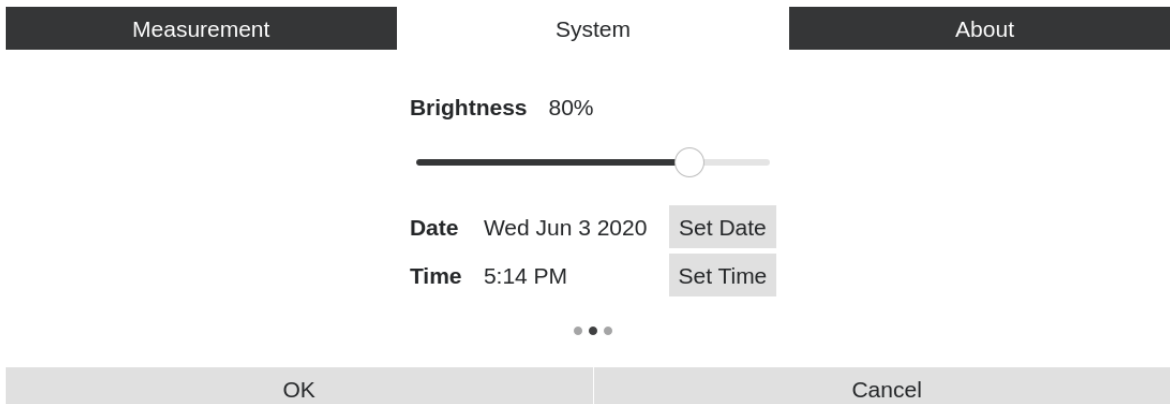 Measurement System About
Brightness 80%
Date Wed Jun 3 2020 Set Date
Time 5:14 PM Set Time
OK Cancel